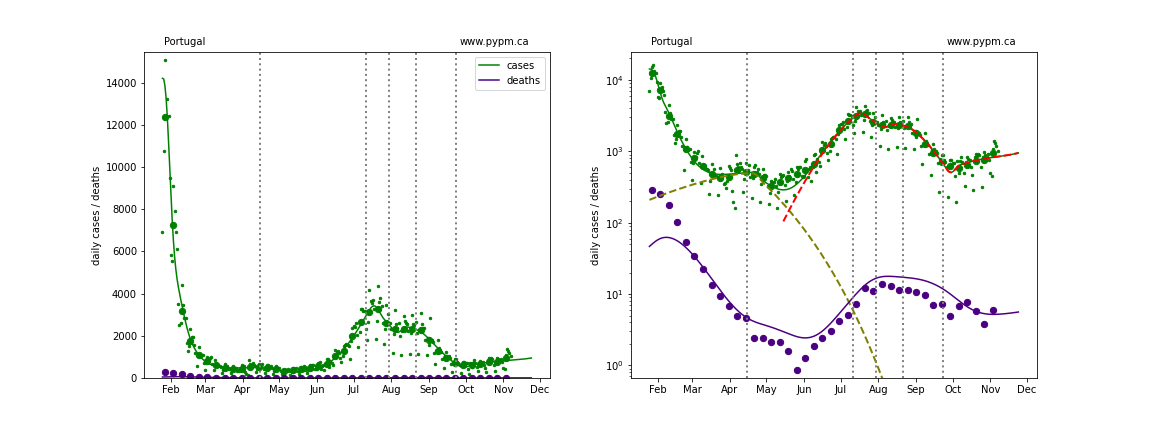 Portugal www.pypm.ca
daily cases / deaths
14000
12000
10000
8000
6000
4000
2000
0
cases
deaths
Feb Mar Apr May Jun Jul Aug Sep Oct Nov Dec
Portugal www.pypm.ca
daily cases / deaths
10⁴
10³
10²
10¹
10⁰
Feb Mar Apr May Jun Jul Aug Sep Oct Nov Dec